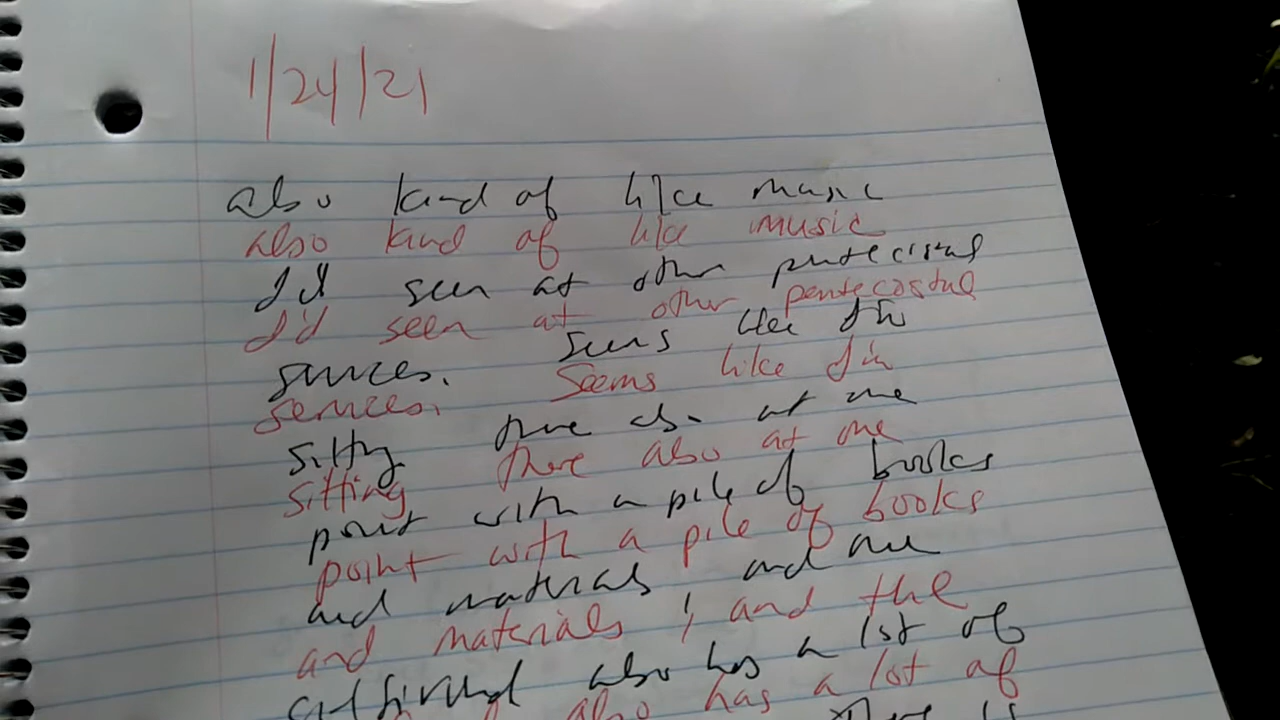 1/24/21
also kind of like music
also kind of like music
I'd seen at other pentecostal
I'd seen at other pentecostal
services. Seems like I'm
services. Seems like I'm
sitting there also at one
sitting there also at one
point with a pile of books
point with a pile of books
and materials and
and materials, and the
also has a lot of
also has a lot of
There is